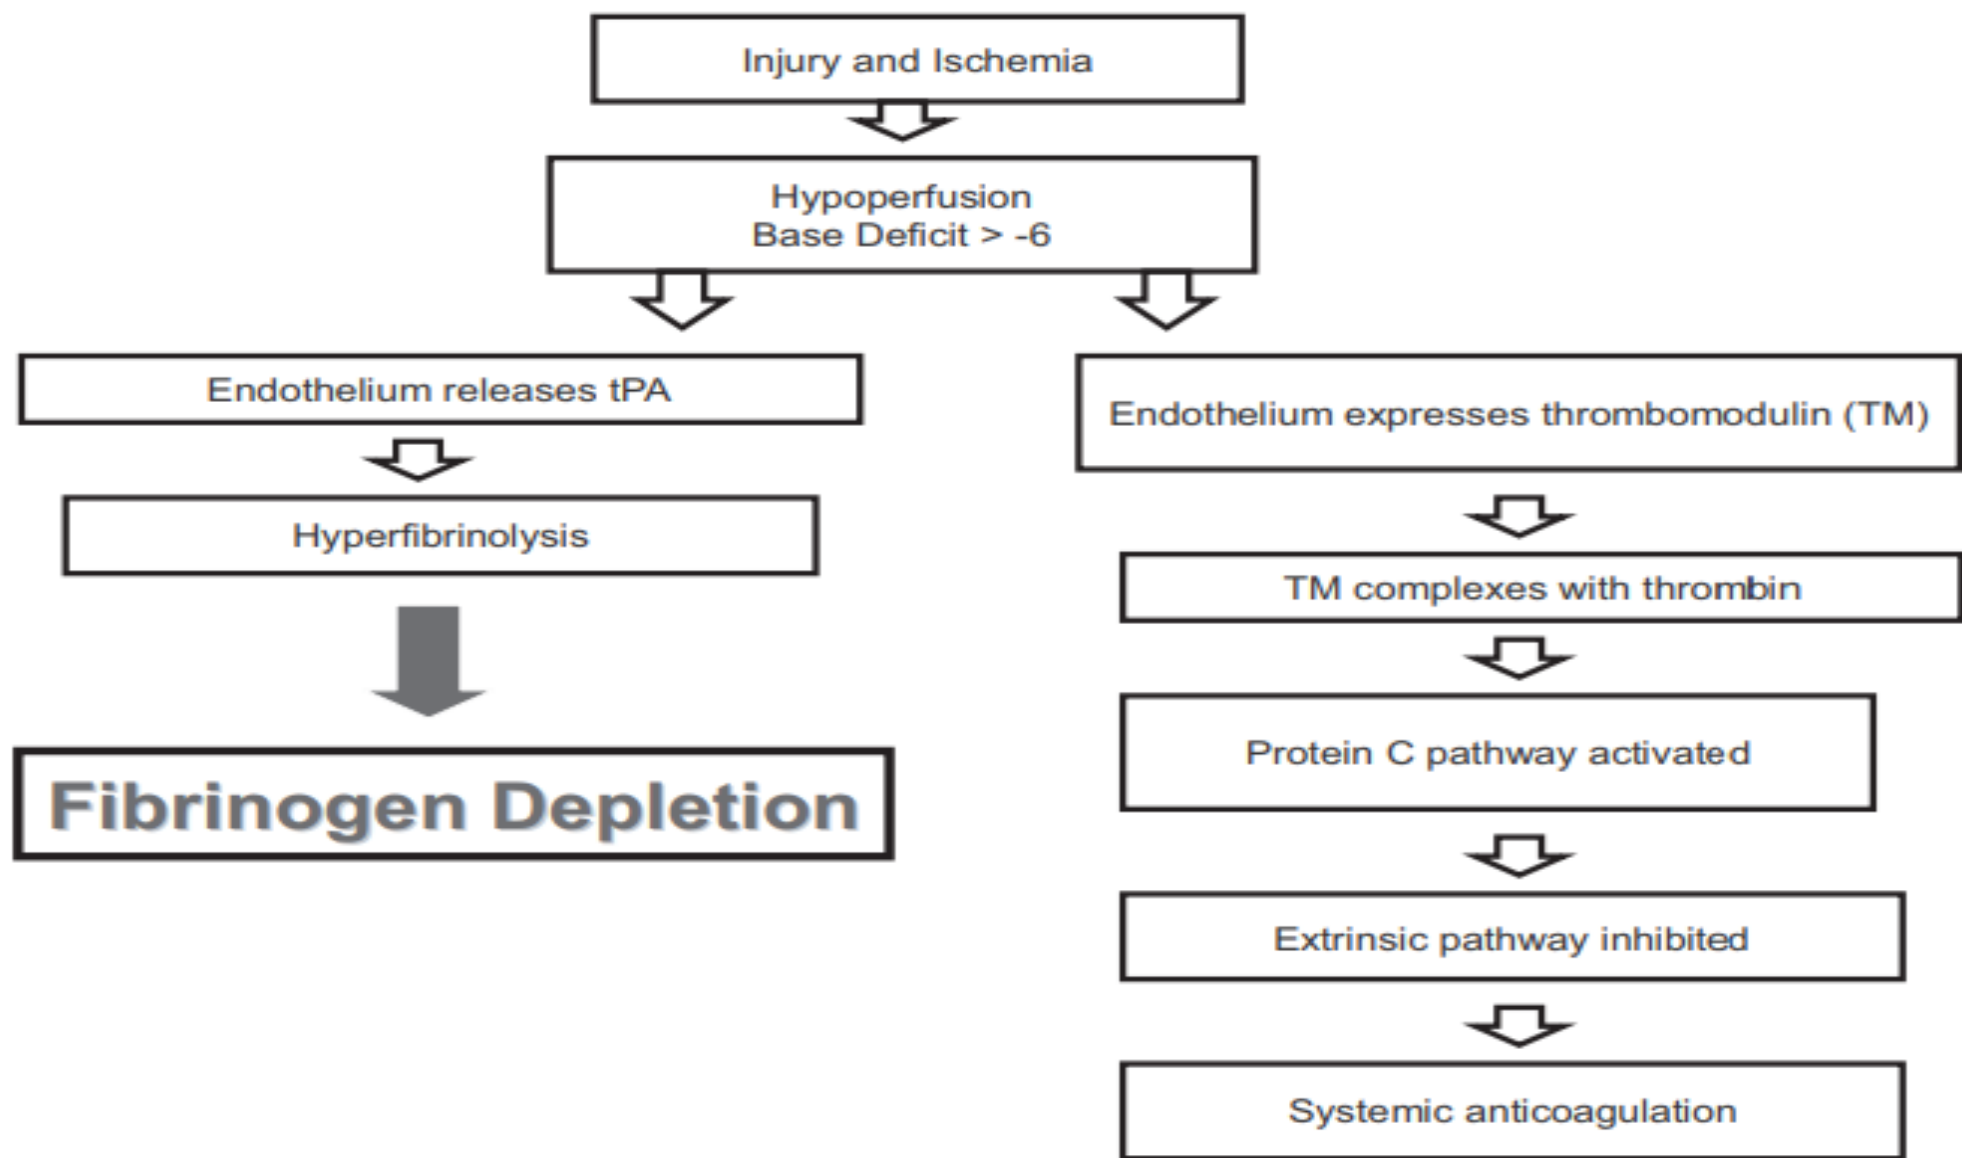 Injury and Ischemia
Hypoperfusion
Base Deficit > -6
Endothelium releases tPA
Hyperfibrinolysis
Fibrinogen Depletion
Endothelium expresses thrombomodulin (TM)
TM complexes with thrombin
Protein C pathway activated
Extrinsic pathway inhibited
Systemic anticoagulation